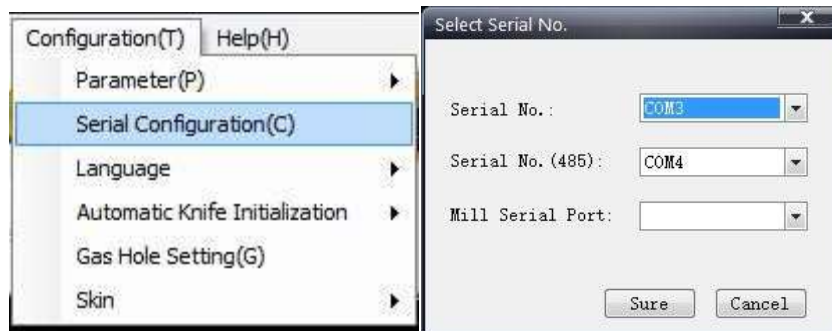 Configuration(T) Help(H)
Parameter(P)
Serial Configuration(C)
Language
Automatic Knife Initialization
Gas Hole Setting(G)
Skin
Select Serial No.
Serial No.: COM3
Serial No.(485): COM4
Mill Serial Port:
Sure Cancel